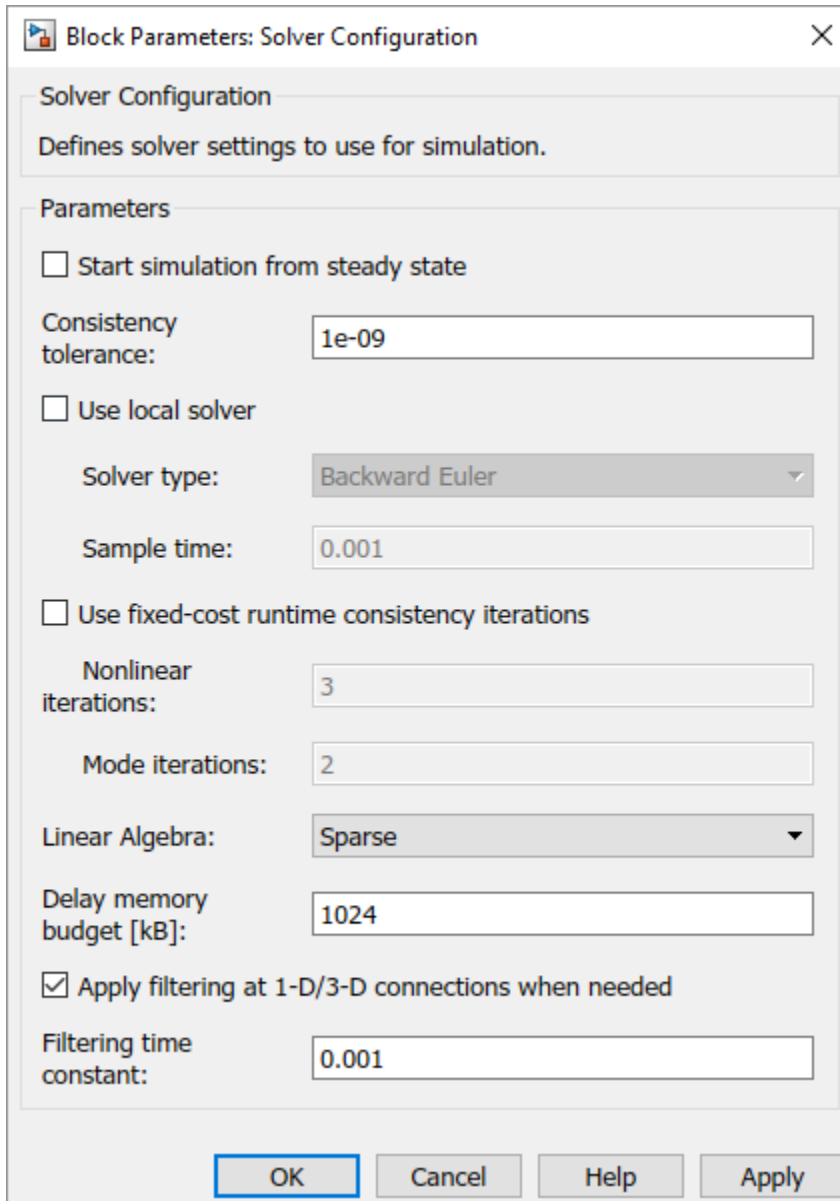 Block Parameters: Solver Configuration
Solver Configuration
Defines solver settings to use for simulation.
Parameters
Start simulation from steady state
Consistency
tolerance:
1e-09
Use local solver
Solver type:
Backward Euler
Sample time:
0.001
Use fixed-cost runtime consistency iterations
Nonlinear
iterations:
3
Mode iterations:
2
Linear Algebra:
Sparse
Delay memory
budget [kB]:
1024
Apply filtering at 1-D/3-D connections when needed
Filtering time
constant:
0.001
OK
Cancel
Help
Apply